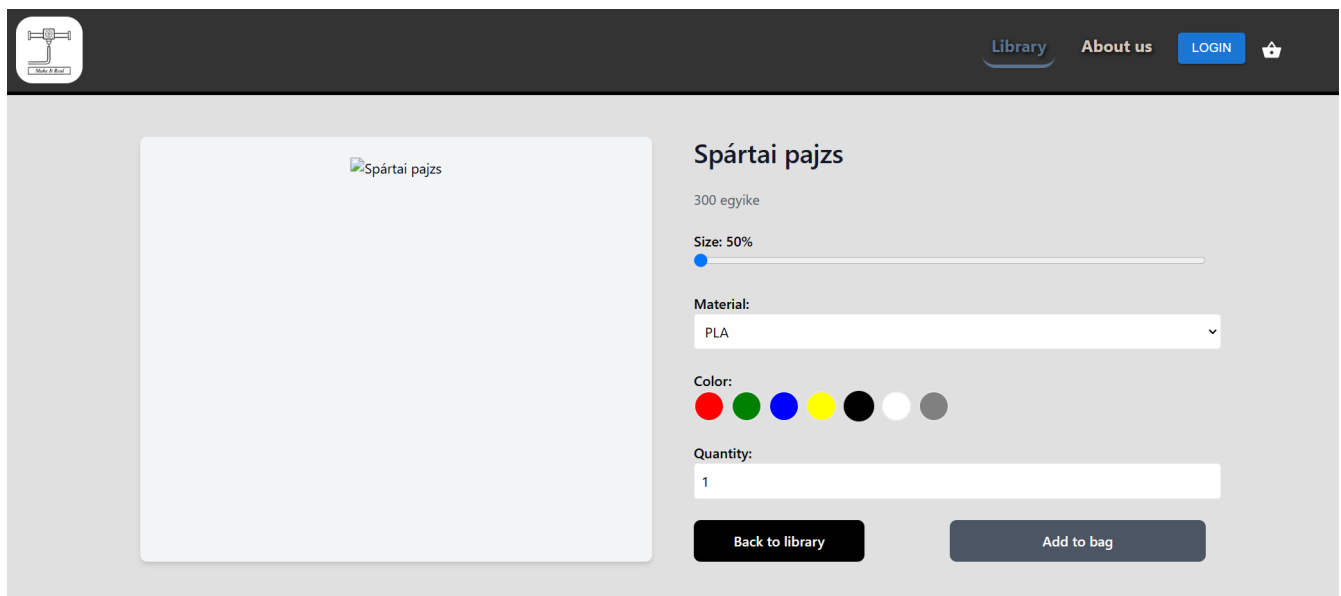 Make It Real
Library
About us
LOGIN
Spártai pajzs
Spártai pajzs
300 egyike
Size: 50%
Material:
PLA
Color:
Quantity:
1
Back to library
Add to bag